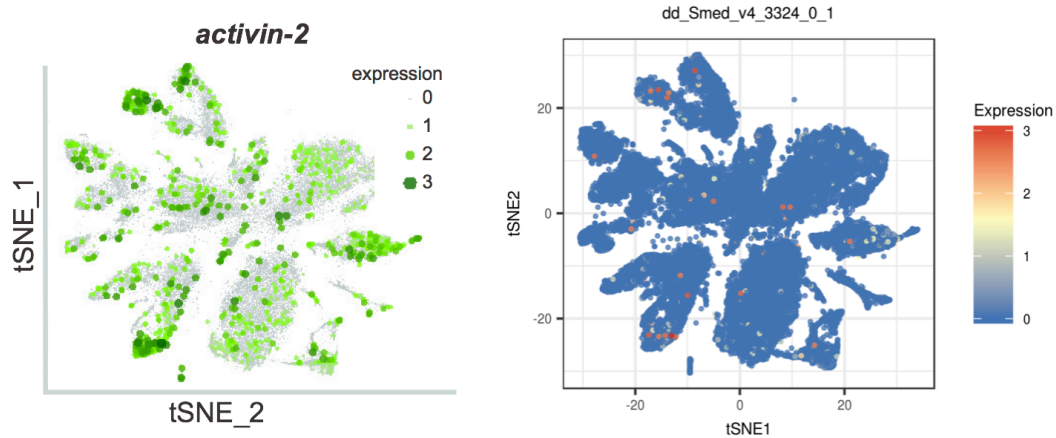 activin-2
expression
0
1
2
3
tSNE_1
tSNE_2
dd_Smed_v4_3324_0_1
20
0
-20
tSNE2
-20
0
20
tSNE1
Expression
3
2
1
0